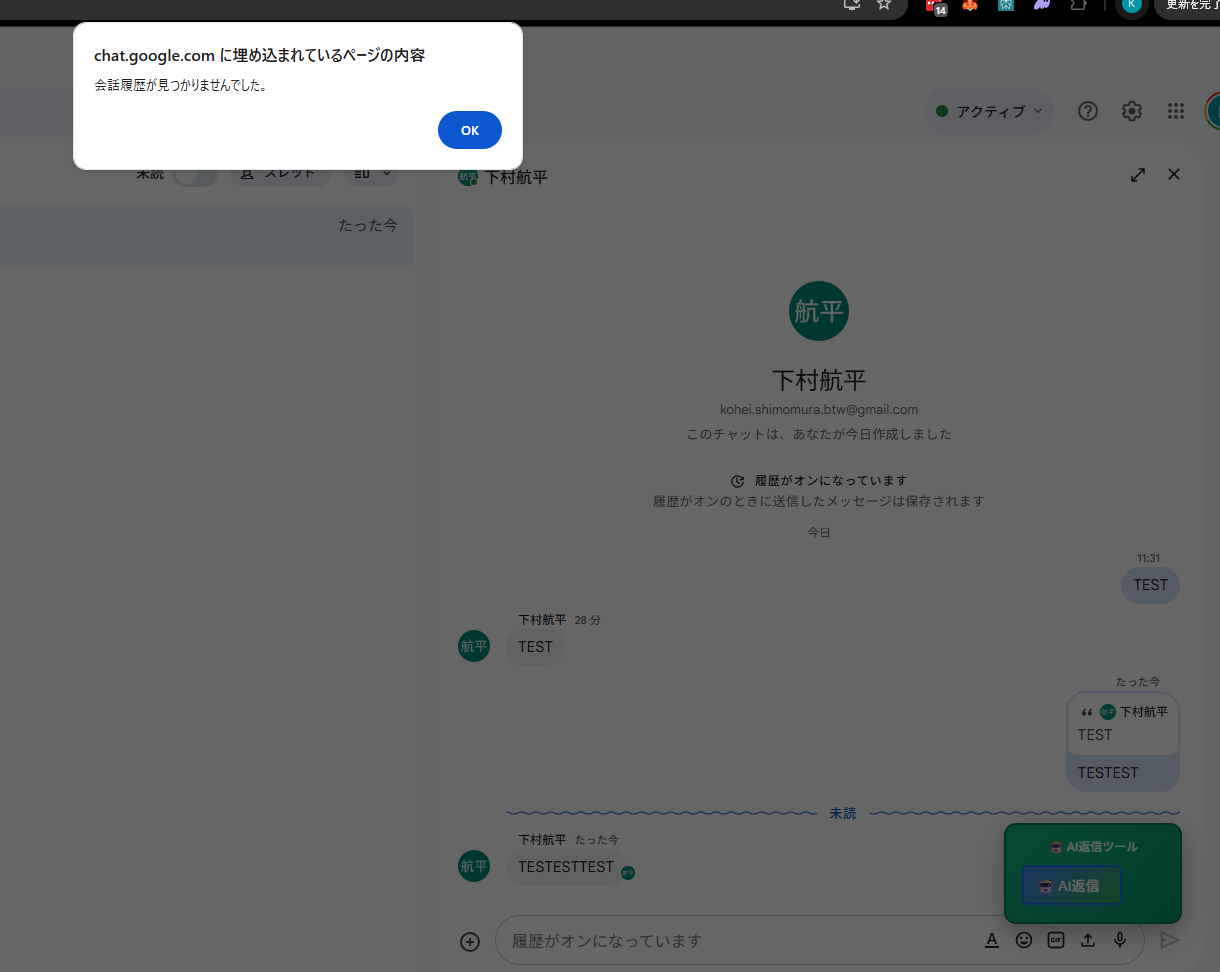 更新を完了
14
K
chat.google.com に埋め込まれているページの内容
会話履歴が見つかりませんでした。
OK
アクティブ
未読
スレッド
たった今
航平 下村航平
航平
下村航平
kohei.shimomura.btw@gmail.com
このチャットは、あなたが今日作成しました
履歴がオンになっています
履歴がオンのときに送信したメッセージは保存されます
今日
11:31
TEST
下村航平 28 分
航平
TEST
たった今
航平 下村航平
TEST
TESTEST
未読
下村航平 たった今
航平
TESTESTTEST
航平
AI返信ツール
AI返信
履歴がオンになっています
A
GIF